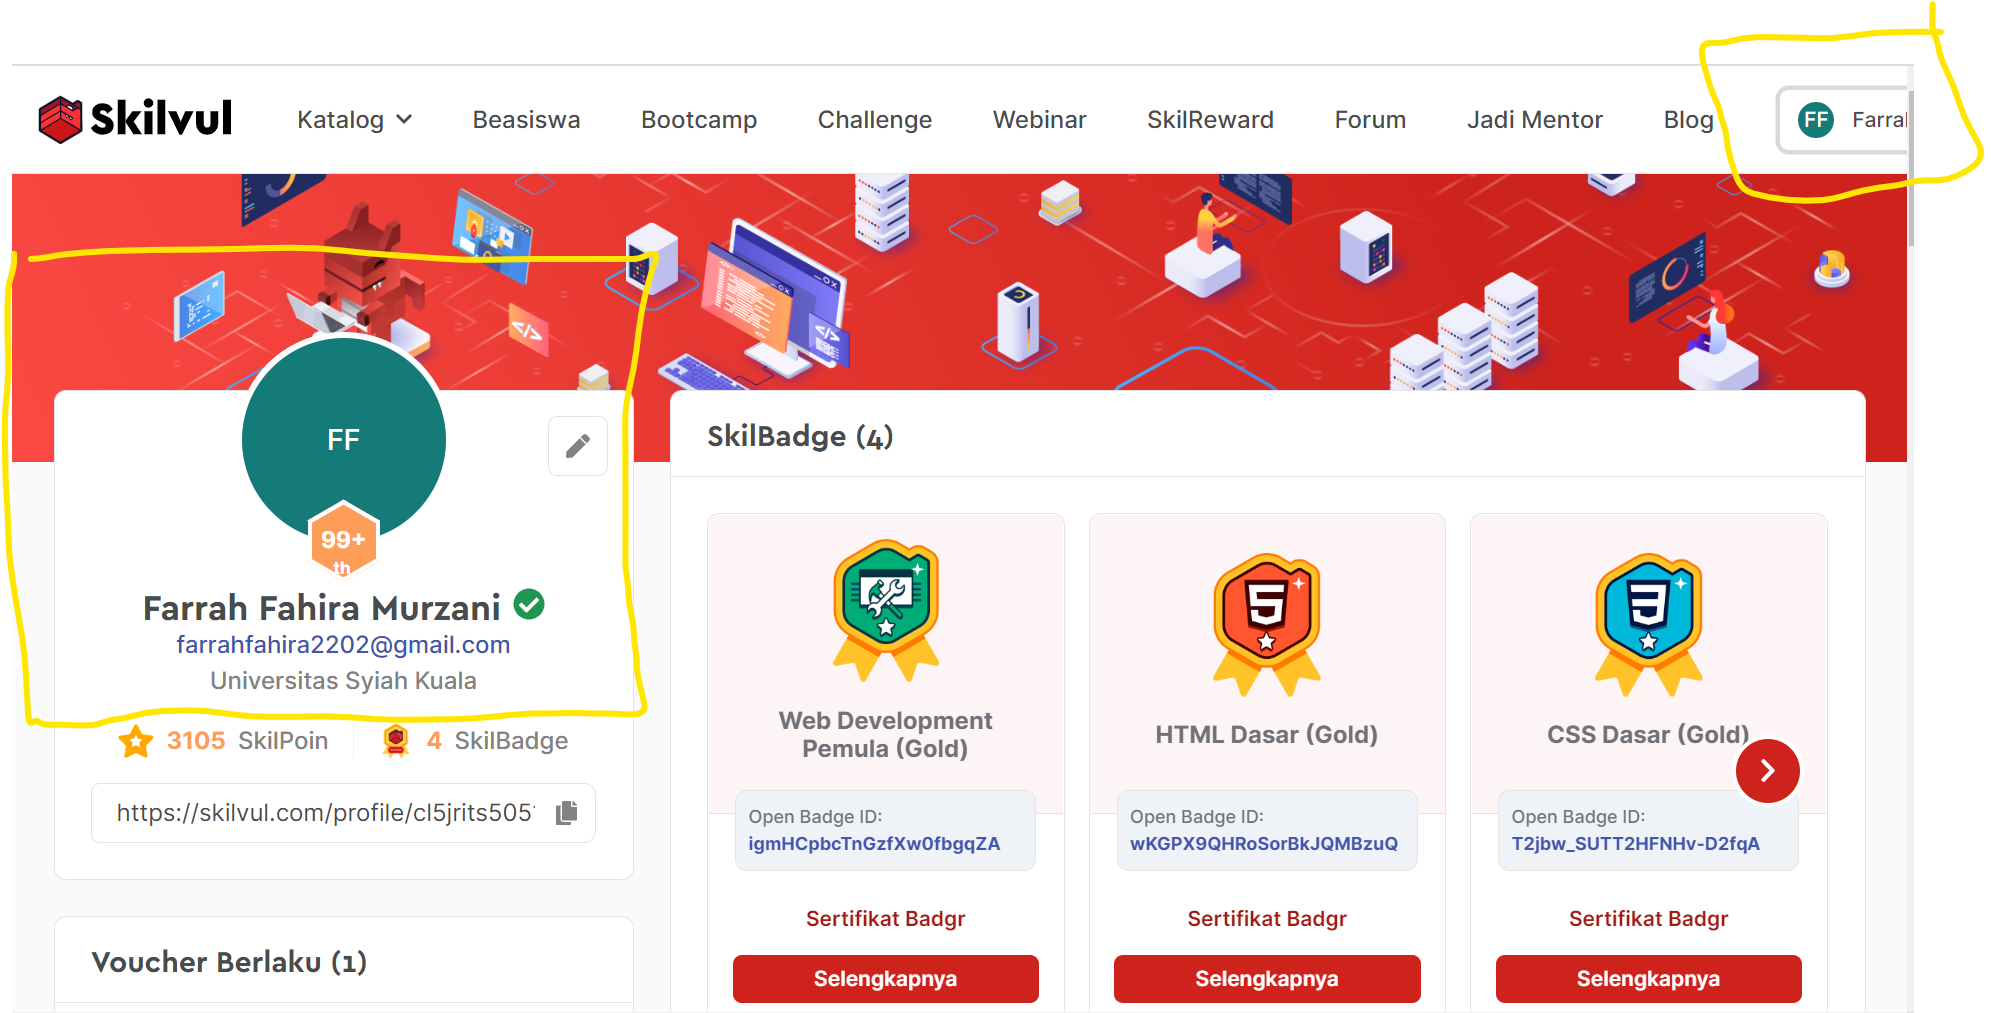 Skilvul
Katalog Beasiswa Bootcamp Challenge Webinar SkilReward Forum Jadi Mentor Blog
FF Farrah
FF
99+
th
Farrah Fahira Murzani
farrahfahira2202@gmail.com
Universitas Syiah Kuala
3105 SkilPoin 4 SkilBadge
https://skilvul.com/profile/cl5jrits505
Voucher Berlaku (1)
SkilBadge (4)
Web Development
Pemula (Gold)
Open Badge ID:
igmHCpbcTnGzfXw0fbgqZA
Sertifikat Badgr
Selengkapnya
HTML Dasar (Gold)
Open Badge ID:
wKGPX9QHRoSorBkJQMBzuQ
Sertifikat Badgr
Selengkapnya
CSS Dasar (Gold)
Open Badge ID:
T2jbw_SUTT2HFNHv-D2fqA
Sertifikat Badgr
Selengkapnya